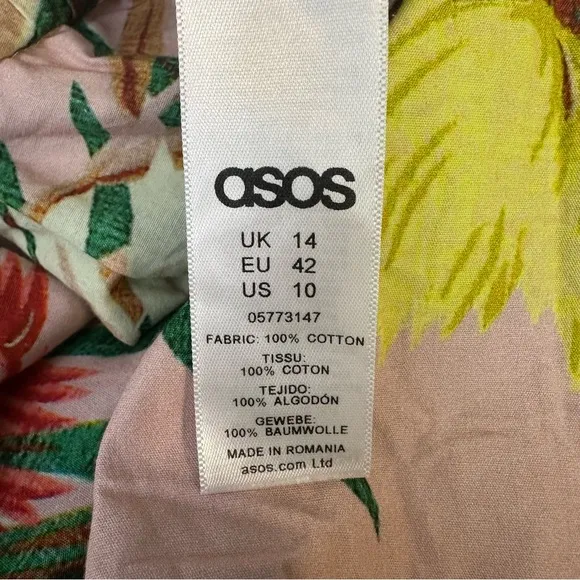 asos
UK 14
EU 42
US 10
05773147
FABRIC: 100% COTTON
TISSU:
100% COTON
TEJIDO:
100% ALGODÓN
GEWEBE:
100% BAUMWOLLE
MADE IN ROMANIA
asos.com Ltd